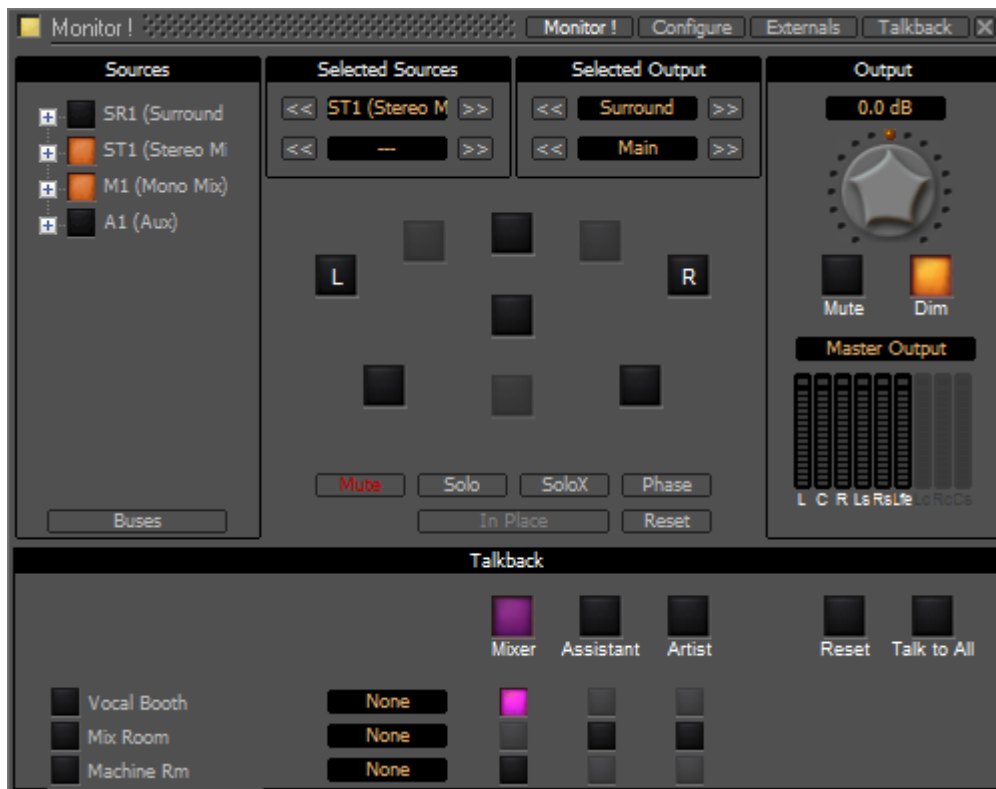 Monitor ! Monitor ! Configure Externals Talkback X
Sources Selected Sources Selected Output Output
<< ST1 (Stereo M >> << Surround >> 0.0 dB
SR1 (Surround
ST1 (Stereo Mi << --- >> << Main >>
M1 (Mono Mix)
A1 (Aux)
L R
Mute Dim
Master Output
Mute Solo SoloX Phase
L C R Ls Rs Lfe Lc Rc Cs
Buses In Place Reset
Talkback
Mixer Assistant Artist Reset Talk to All
Vocal Booth None
Mix Room None
Machine Rm None